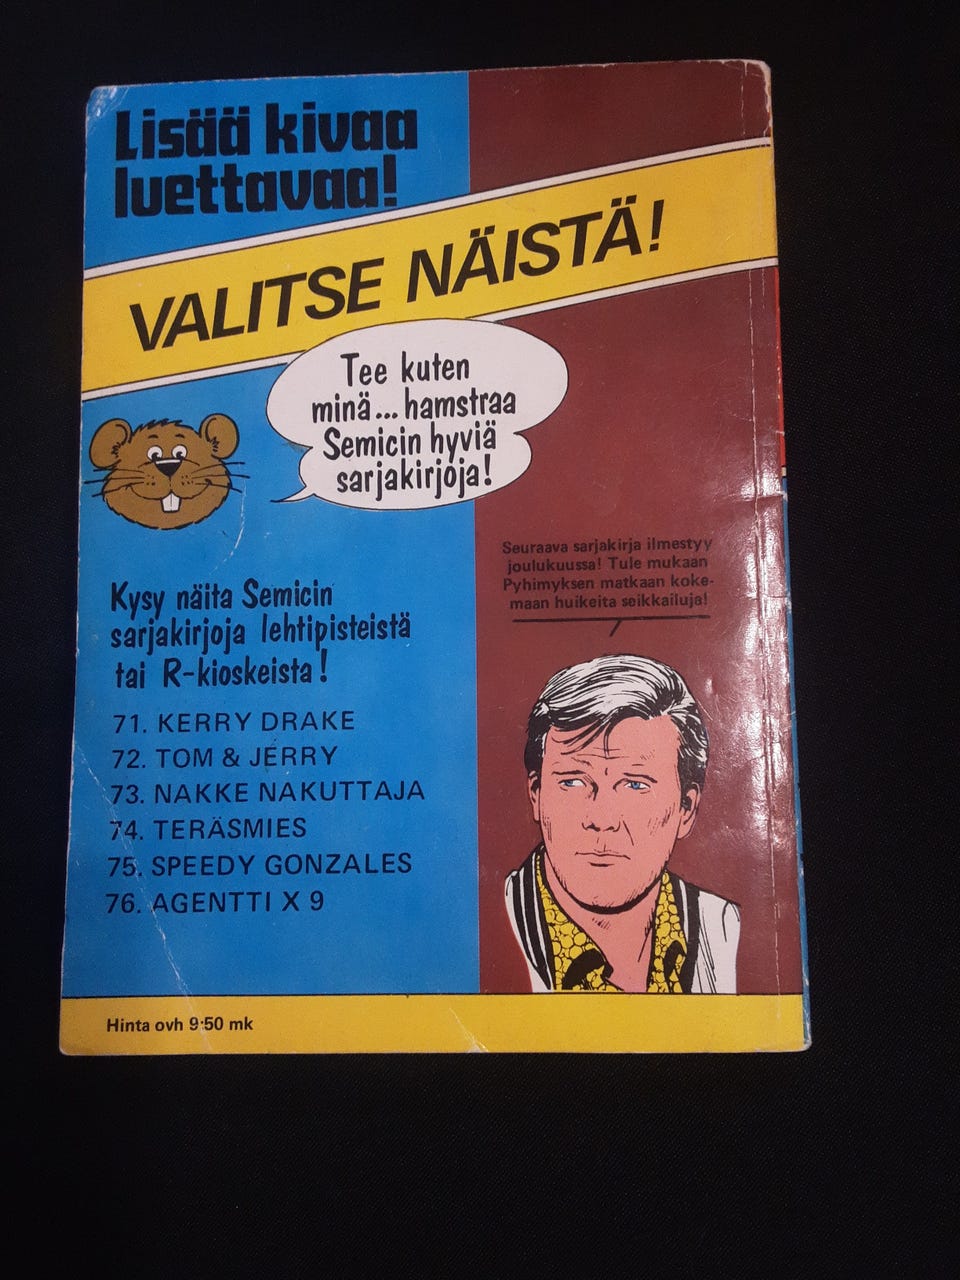 Lisää kivaa
luettavaa!
VALITSE NÄISTÄ!
Tee kuten
minä... hamstraa
Semicin hyviä
sarjakirjoja!
Seuraava sarjakirja ilmestyy
joulukuussa! Tule mukaan
Pyhimyksen matkaan koke-
maan huikeita seikkailuja!
Kysy näita Semicin
sarjakirjoja lehtipisteistä
tai R-kioskeista!
71. KERRY DRAKE
72. TOM & JERRY
73. NAKKE NAKUTTAJA
74. TERÄSMIES
75. SPEEDY GONZALES
76. AGENTTI X 9
Hinta ovh 9:50 mk